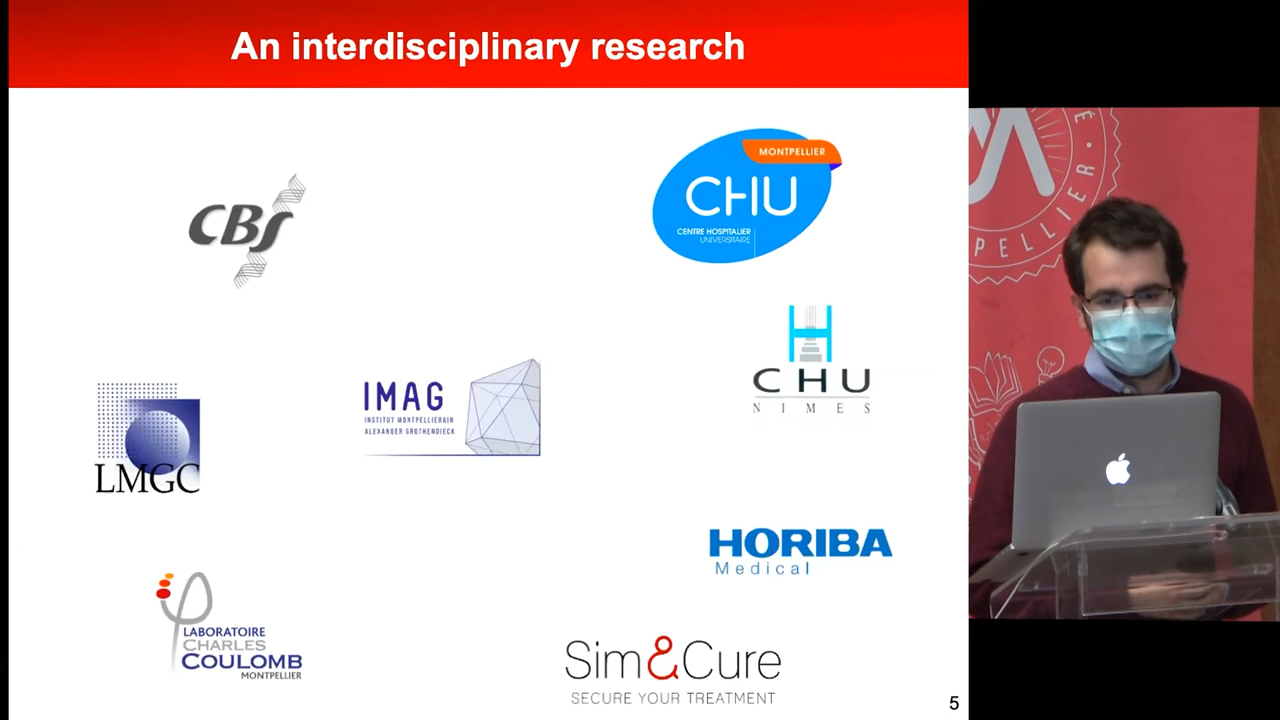 An interdisciplinary research
CBS
MONTPELLIER
CHU
CENTRE HOSPITALIER
UNIVERSITAIRE
IMAG
INSTITUT MONTPELLIERAIN
ALEXANDER GROTHENDIECK
CHU
NIMES
LMGC
HORIBA
Medical
LABORATOIRE
CHARLES
COULOMB
MONTPELLIER
Sim&Cure
SECURE YOUR TREATMENT
5